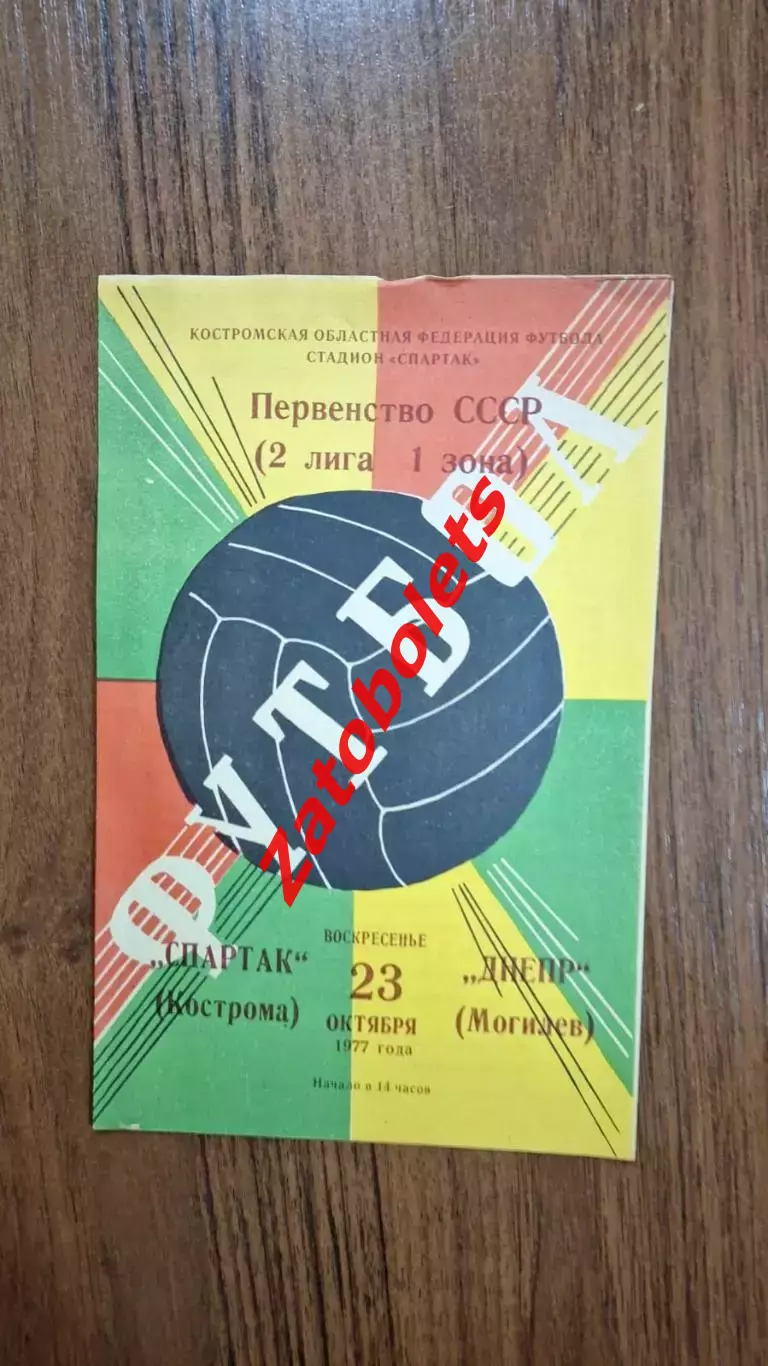 КОСТРОМСКАЯ ОБЛАСТНАЯ ФЕДЕРАЦИЯ ФУТБОЛА
СТАДИОН «СПАРТАК»
Первенство СССР
(2 лига 1 зона)
ФУТБОЛ
Zatobolets
„СПАРТАК“
(Кострома)
ВОСКРЕСЕНЬЕ
23
ОКТЯБРЯ
1977 года
„ДНЕПР“
(Могилев)
Начало в 14 часов